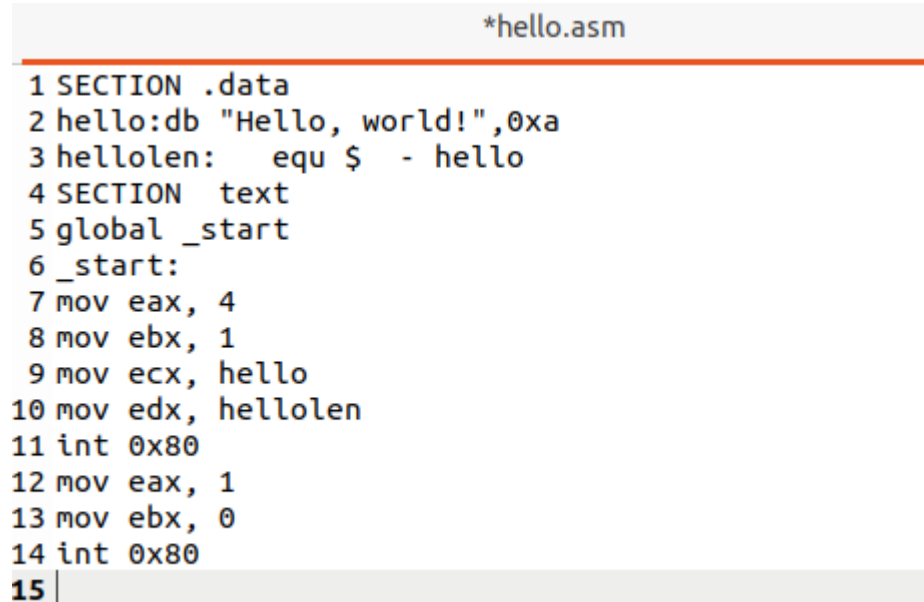 *hello.asm
1 SECTION .data
2 hello:db "Hello, world!",0xa
3 hellolen:   equ $  - hello
4 SECTION  text
5 global _start
6 _start:
7 mov eax, 4
8 mov ebx, 1
9 mov ecx, hello
10 mov edx, hellolen
11 int 0x80
12 mov eax, 1
13 mov ebx, 0
14 int 0x80
15